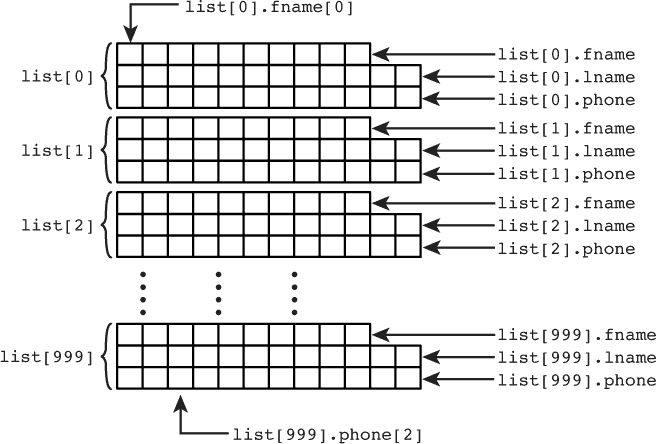 list[0].fname[0]
list[0].fname
list[0] list[0].lname
list[0].phone
list[1].fname
list[1] list[1].lname
list[1].phone
list[2].fname
list[2] list[2].lname
list[2].phone
list[999].fname
list[999] list[999].lname
list[999].phone
list[999].phone[2]